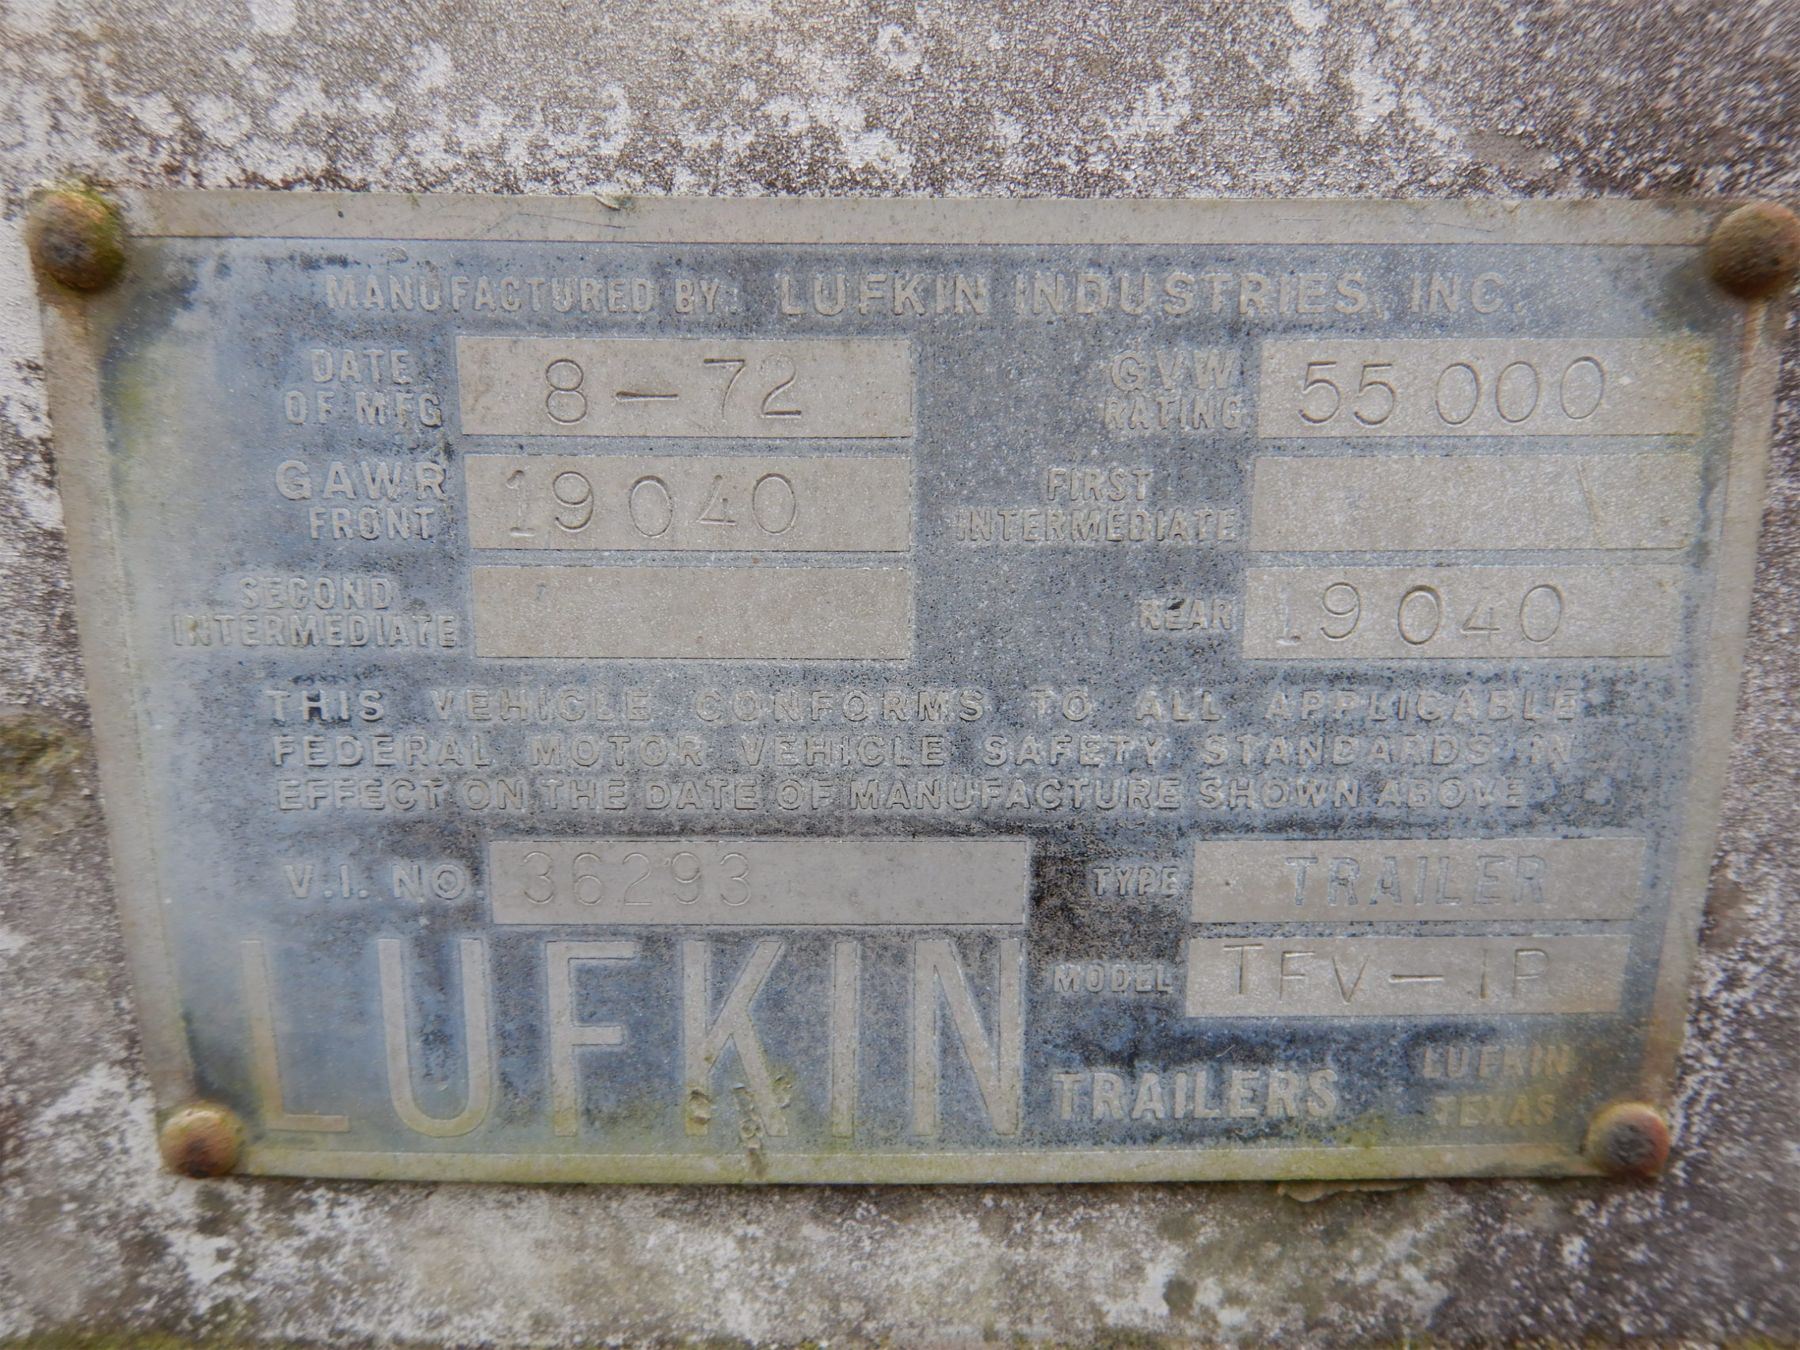 MANUFACTURED BY: LUFKIN INDUSTRIES, INC.
DATE OF MFG 8-72 GVW RATING 55000
GAWR FRONT 19040 FIRST INTERMEDIATE
SECOND INTERMEDIATE REAR 19040
THIS VEHICLE CONFORMS TO ALL APPLICABLE
FEDERAL MOTOR VEHICLE SAFETY STANDARDS IN
EFFECT ON THE DATE OF MANUFACTURE SHOWN ABOVE
V.I. NO. 36293 TYPE TRAILER
MODEL TFV-1P
LUFKIN TRAILERS LUFKIN TEXAS